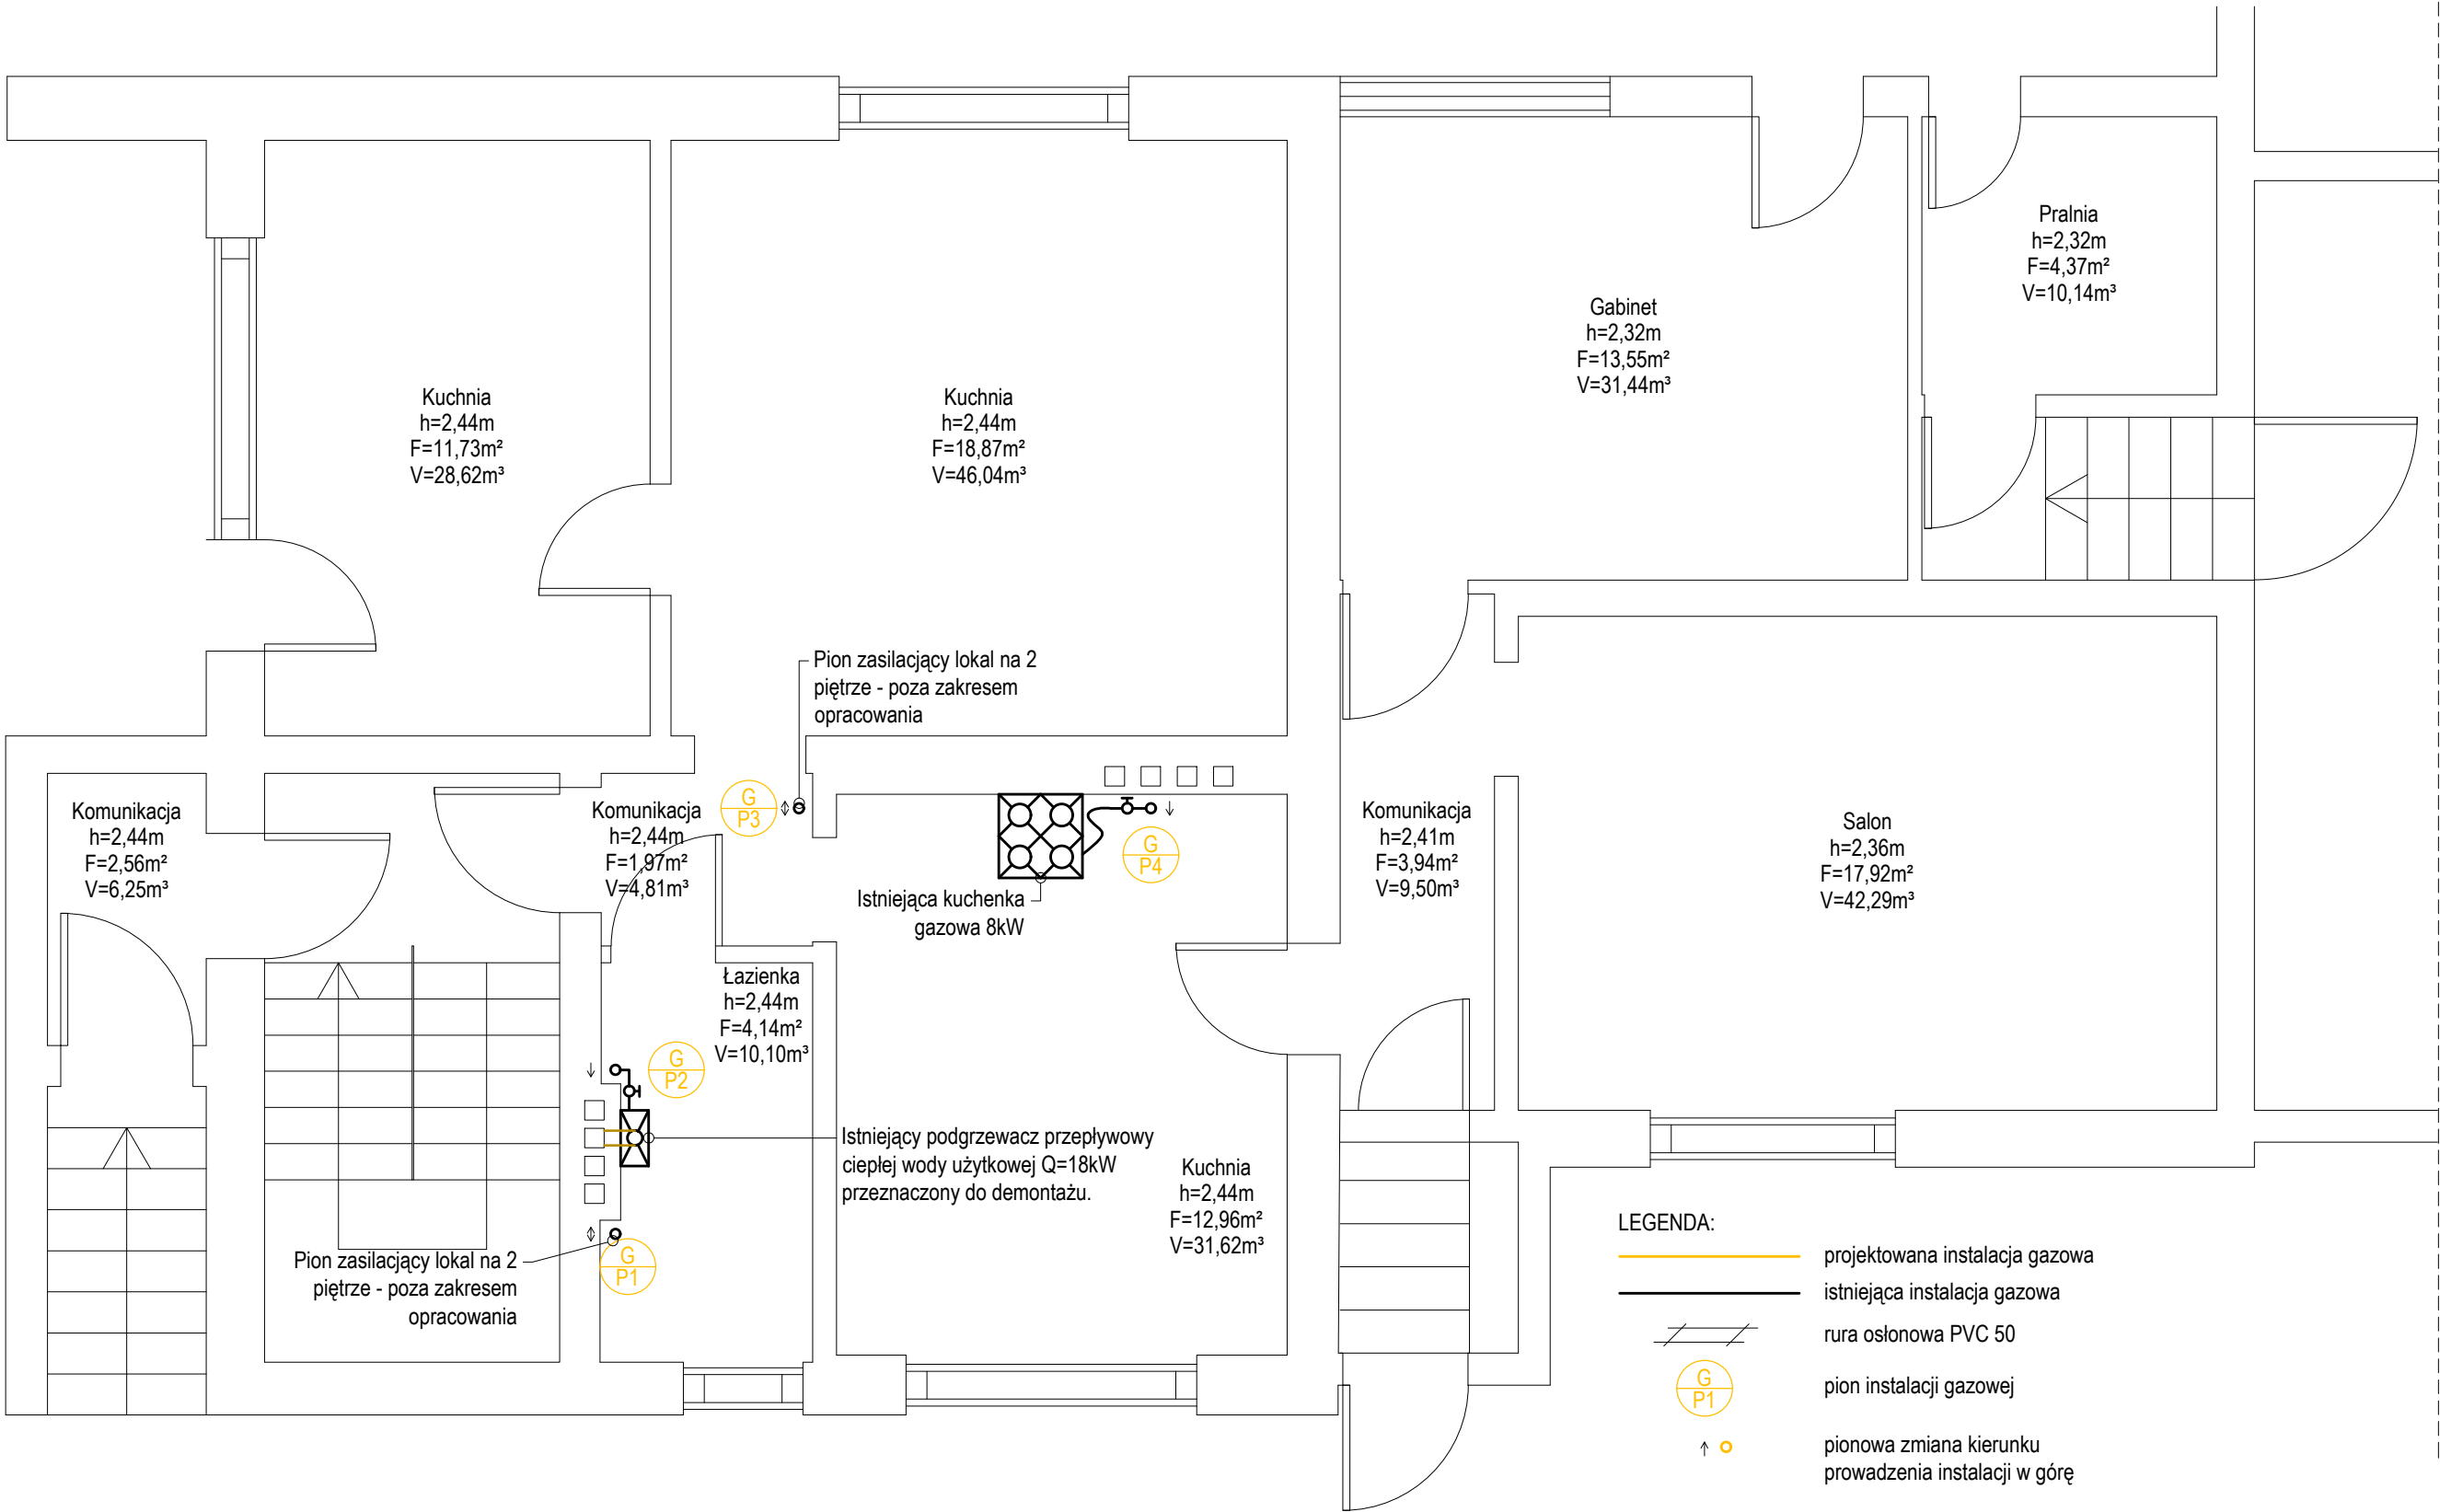 Pralnia
h=2,32m
F=4,37m²
V=10,14m³
Gabinet
h=2,32m
F=13,55m²
V=31,44m³
Kuchnia
h=2,44m
F=11,73m²
V=28,62m³
Kuchnia
h=2,44m
F=18,87m²
V=46,04m³
Pion zasilacjący lokal na 2
piętrze - poza zakresem
opracowania
Komunikacja
h=2,44m
F=2,56m²
V=6,25m³
Komunikacja
h=2,44m
F=1,97m²
V=4,81m³
G
P3
G
P4
Istniejąca kuchenka
gazowa 8kW
Komunikacja
h=2,41m
F=3,94m²
V=9,50m³
Salon
h=2,36m
F=17,92m²
V=42,29m³
Łazienka
h=2,44m
F=4,14m²
V=10,10m³
G
P2
Istniejący podgrzewacz przepływowy
ciepłej wody użytkowej Q=18kW
przeznaczony do demontażu.
Kuchnia
h=2,44m
F=12,96m²
V=31,62m³
Pion zasilacjący lokal na 2
piętrze - poza zakresem
opracowania
G
P1
LEGENDA:
projektowana instalacja gazowa
istniejąca instalacja gazowa
rura osłonowa PVC 50
G
P1
pion instalacji gazowej
pionowa zmiana kierunku
prowadzenia instalacji w górę